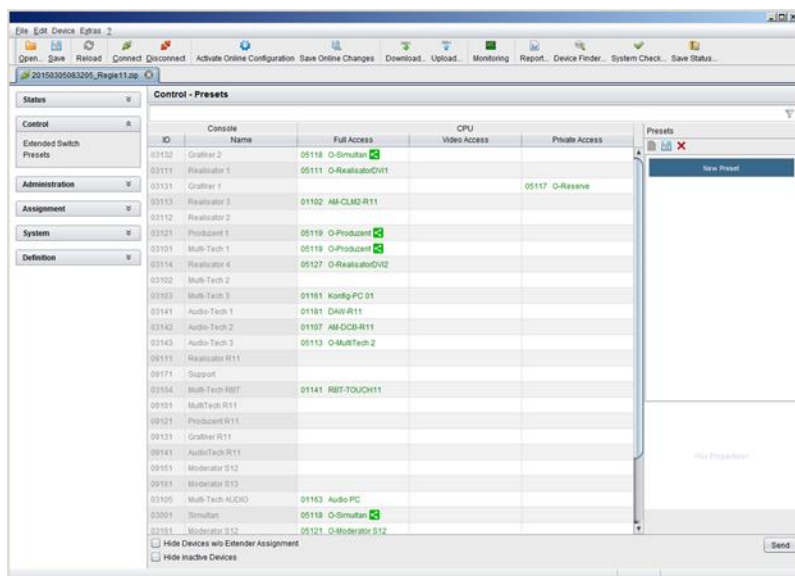 File Edit Device Extras ?
Open... Save Reload Connect Disconnect Activate Online Configuration Save Online Changes Download... Upload... Monitoring Report... Device Finder... System Check... Save Status...
20150305083205_Regie11.zip
Status
Control
Extended Switch
Presets
Administration
Assignment
System
Definition
Control - Presets
Console CPU
ID Name Full Access Video Access Private Access
03132 Grafiker 2 05118 O-Simultan
03111 Realisator 1 05111 O-RealisatorDVI1
03131 Grafiker 1 05117 O-Reserve
03113 Realisator 3 01102 AM-CLM2-R11
03112 Realisator 2
03121 Produzent 1 05119 O-Produzent
03101 Multi-Tech 1 05119 O-Produzent
03114 Realisator 4 05127 O-RealisatorDVI2
03102 Multi-Tech 2
03103 Multi-Tech 3 01161 Konfig-PC 01
03141 Audio-Tech 1 01181 DAW-R11
03142 Audio-Tech 2 01107 AM-DCB-R11
03143 Audio-Tech 3 05113 O-MultiTech 2
09111 Realisator R11
09171 Support
03104 Multi-Tech RBT 01141 RBT-TOUCH11
09101 MultiTech R11
09121 Produzent R11
09131 Grafiker R11
09141 AudioTech R11
09151 Moderator S12
09161 Moderator S13
03105 Multi-Tech AUDIO 01163 Audio PC
03001 Simultan 05118 O-Simultan
03161 Moderator S12 05121 O-Moderator S12
Hide Devices w/o Extender Assignment
Hide inactive Devices
Presets
New Preset
<No Properties>
Send